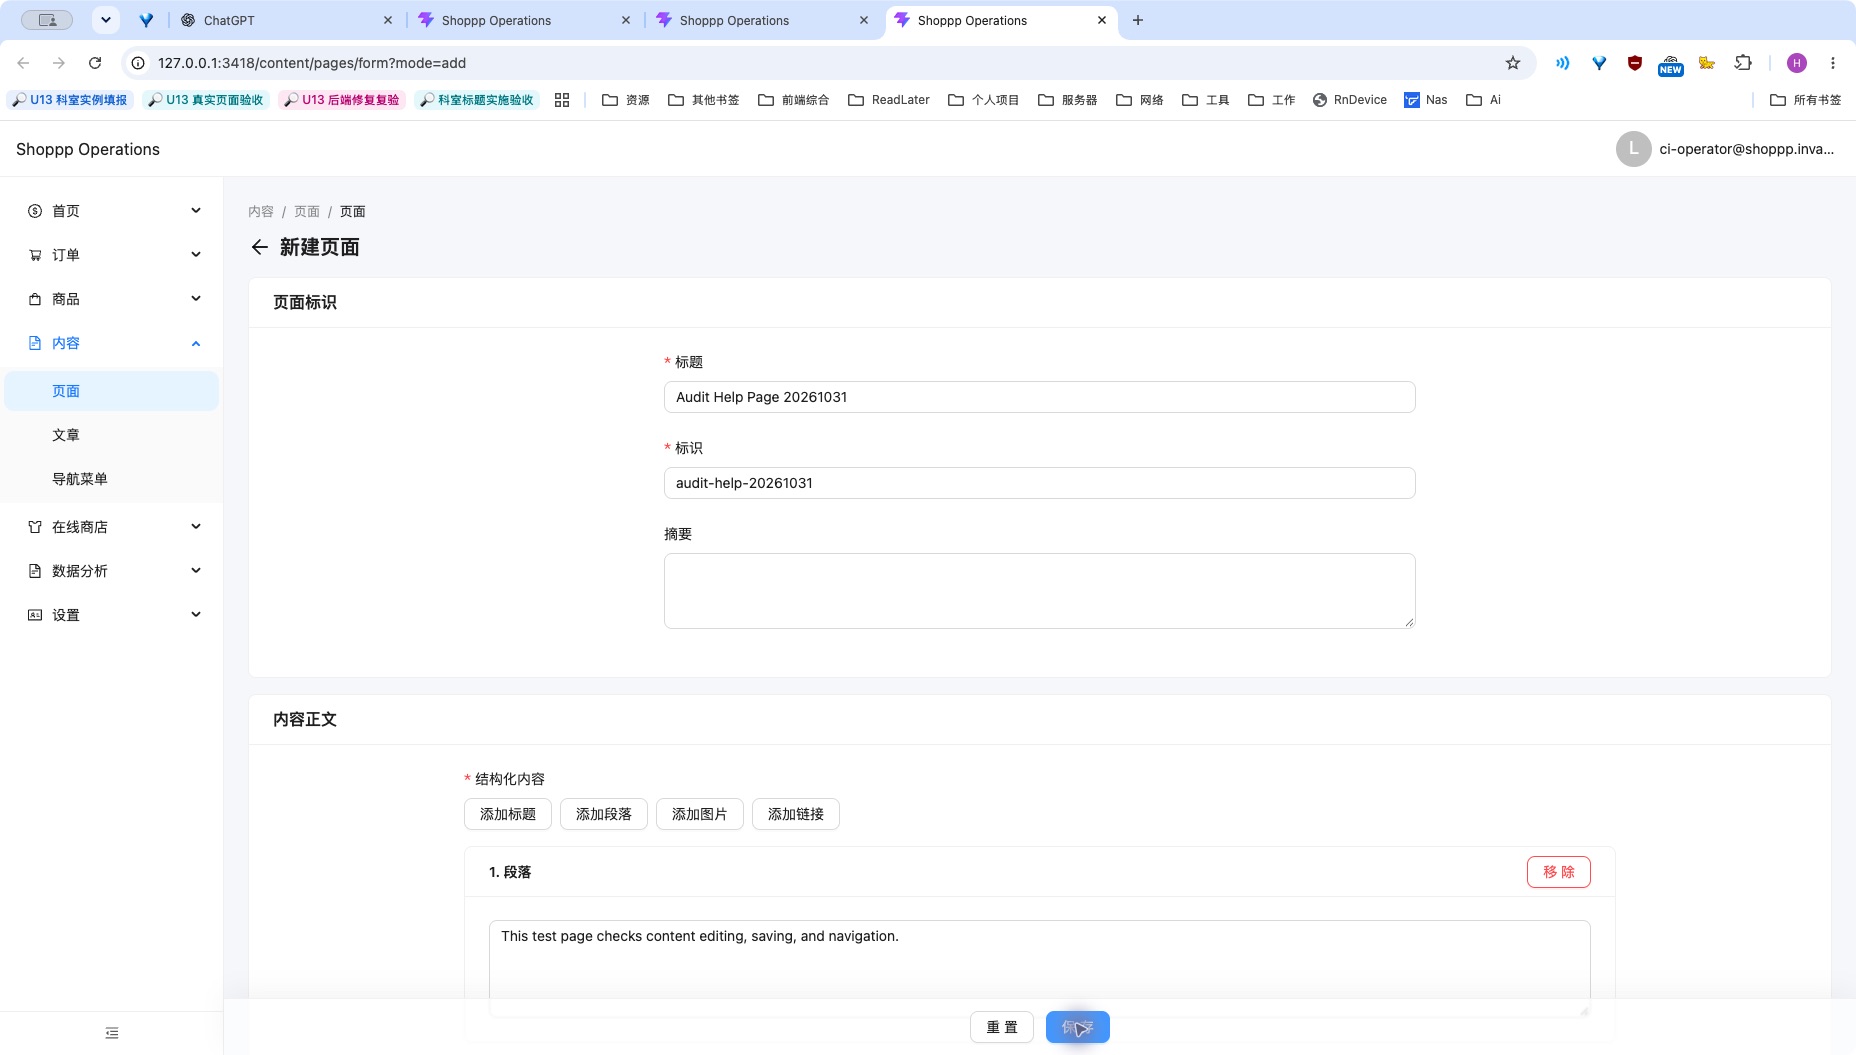 ChatGPT
Shoppp Operations
Shoppp Operations
Shoppp Operations
127.0.0.1:3418/content/pages/form?mode=add
NEW
H
U13 科室实例填报
U13 真实页面验收
U13 后端修复复验
科室标题实施验收
资源
其他书签
前端综合
ReadLater
个人项目
服务器
网络
工具
工作
RnDevice
Nas
Ai
所有书签
Shoppp Operations
L
ci-operator@shoppp.inva...
首页
订单
商品
内容
页面
文章
导航菜单
在线商店
数据分析
设置
内容 / 页面 / 页面
新建页面
页面标识
* 标题
Audit Help Page 20261031
* 标识
audit-help-20261031
摘要
内容正文
* 结构化内容
添加标题
添加段落
添加图片
添加链接
1. 段落
移 除
This test page checks content editing, saving, and navigation.
重 置
保 存